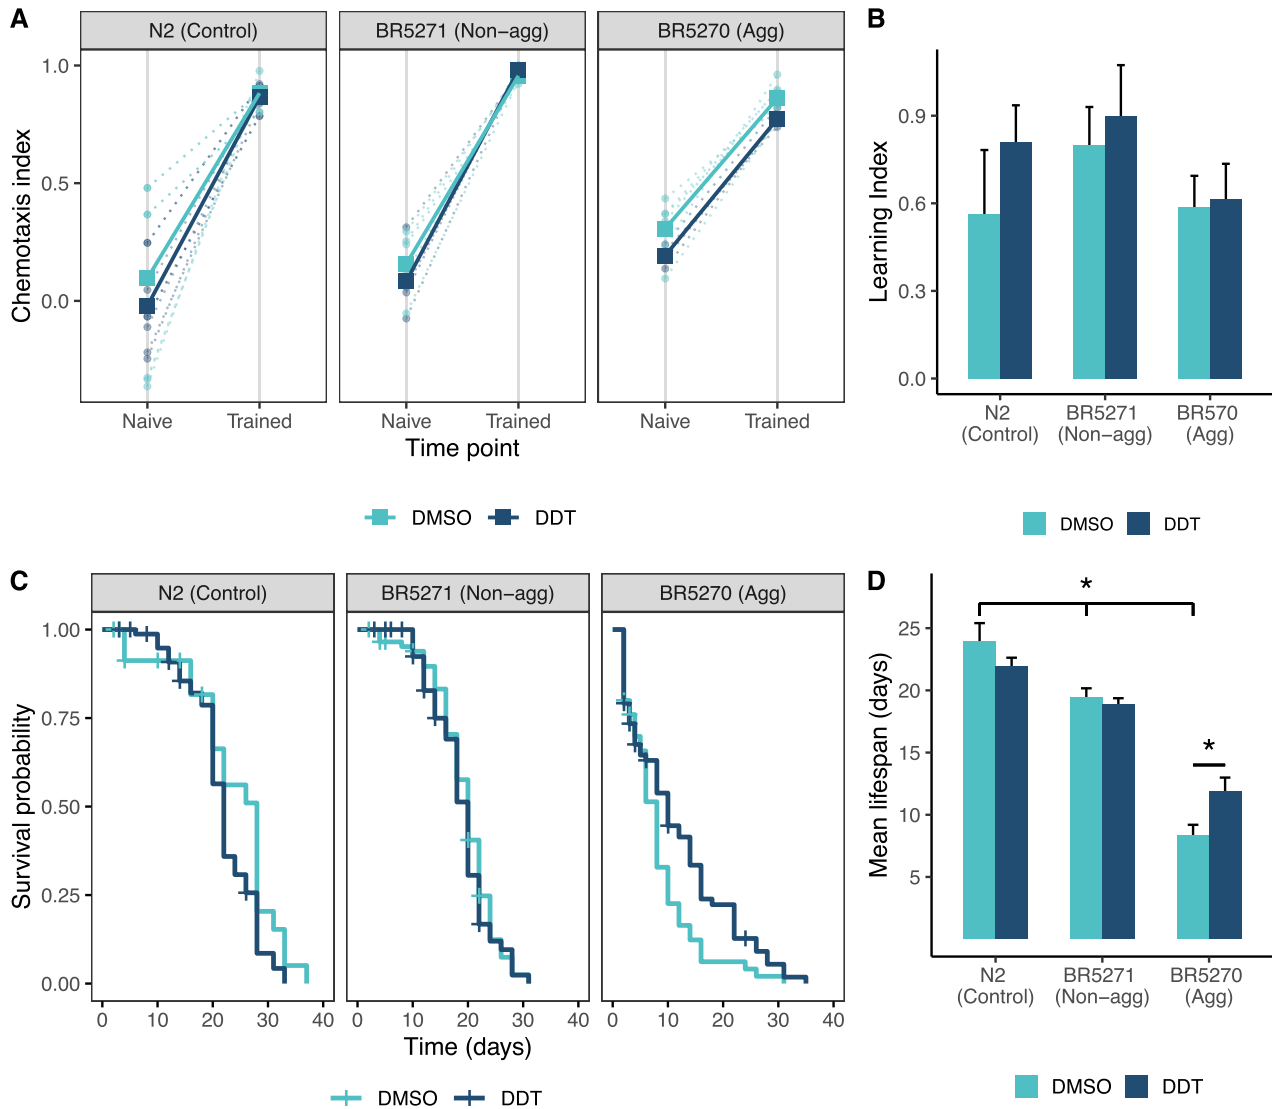 A
N2 (Control)
BR5271 (Non−agg)
BR5270 (Agg)
1.0
0.5
0.0
Chemotaxis index
Naive
Trained
Naive
Trained
Naive
Trained
Time point
DMSO
DDT
B
0.9
0.6
0.3
0.0
Learning Index
N2
(Control)
BR5271
(Non−agg)
BR570
(Agg)
DMSO
DDT
C
N2 (Control)
BR5271 (Non−agg)
BR5270 (Agg)
1.00
0.75
0.50
0.25
0.00
Survival probability
0
10
20
30
40
0
10
20
30
40
0
10
20
30
40
Time (days)
DMSO
DDT
D
*
*
25
20
15
10
5
Mean lifespan (days)
N2
(Control)
BR5271
(Non−agg)
BR5270
(Agg)
DMSO
DDT